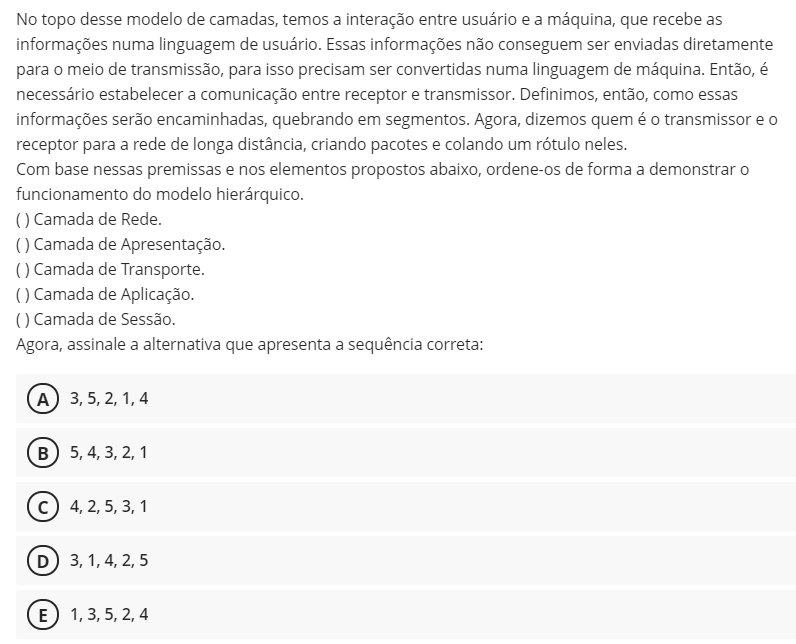 No topo desse modelo de camadas, temos a interação entre usuário e a máquina, que recebe as
informações numa linguagem de usuário. Essas informações não conseguem ser enviadas diretamente
para o meio de transmissão, para isso precisam ser convertidas numa linguagem de máquina. Então, é
necessário estabelecer a comunicação entre receptor e transmissor. Definimos, então, como essas
informações serão encaminhadas, quebrando em segmentos. Agora, dizemos quem é o transmissor e o
receptor para a rede de longa distância, criando pacotes e colando um rótulo neles.
Com base nessas premissas e nos elementos propostos abaixo, ordene-os de forma a demonstrar o
funcionamento do modelo hierárquico.
( ) Camada de Rede.
( ) Camada de Apresentação.
( ) Camada de Transporte.
( ) Camada de Aplicação.
( ) Camada de Sessão.
Agora, assinale a alternativa que apresenta a sequência correta:
A 3, 5, 2, 1, 4
B 5, 4, 3, 2, 1
C 4, 2, 5, 3, 1
D 3, 1, 4, 2, 5
E 1, 3, 5, 2, 4